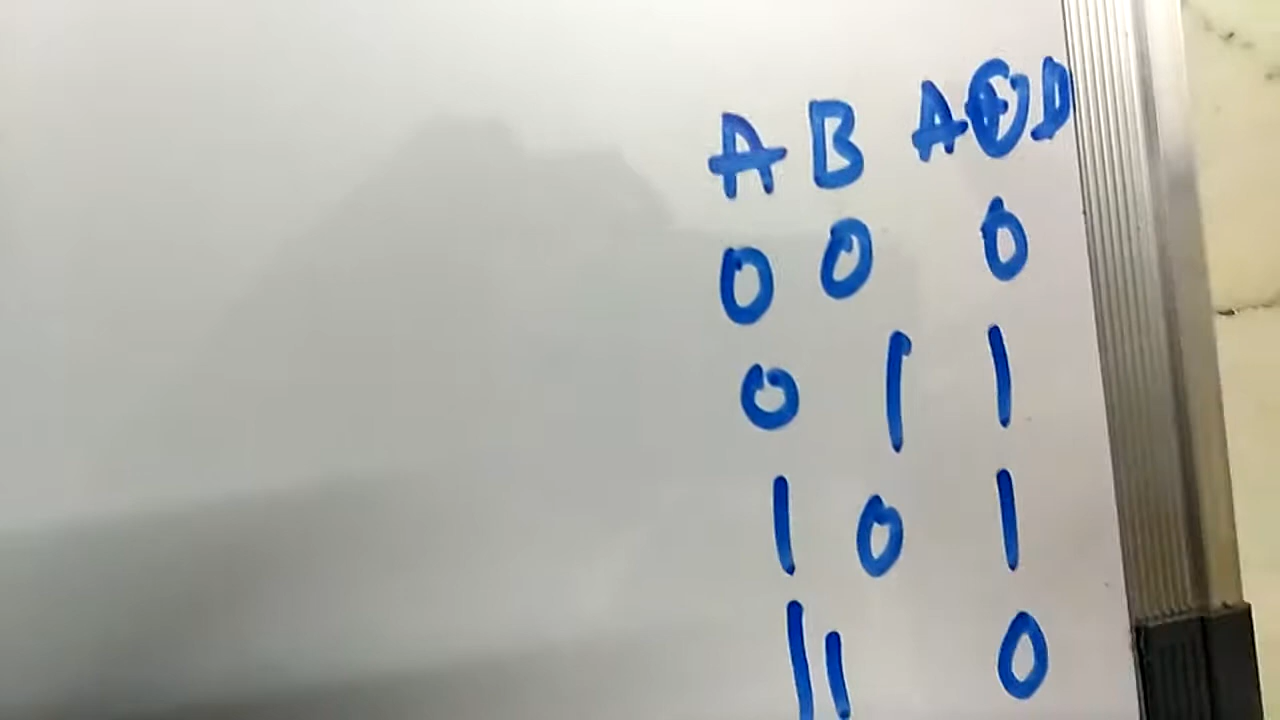 A B A⊕B
0 0 0
0 1 1
1 0 1
1 1 0